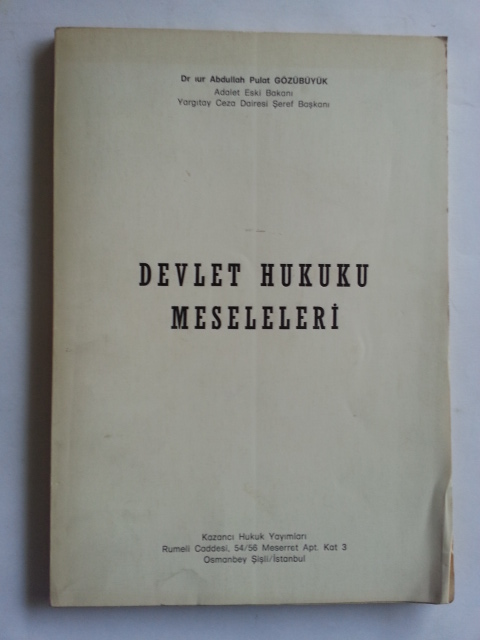 Dr Abdullah Pulat GÖZÜBÜYÜK
Adalet Eski Bakanı
Yargıtay Ceza Dairesi Şeref Başkanı
DEVLET HUKUKU
MESELELERİ
Kazancı Hukuk Yayımları
Rumeli Caddesi, 54/56 Meserret Apt. Kat 3
Osmanbey Şişli/İstanbul